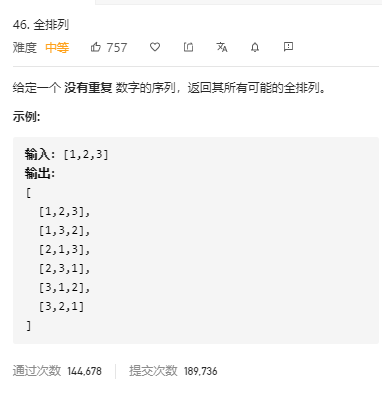 46. 全排列
难度 中等 757
给定一个 没有重复 数字的序列，返回其所有可能的全排列。
示例:
输入: [1,2,3]
输出:
[
[1,2,3],
[1,3,2],
[2,1,3],
[2,3,1],
[3,1,2],
[3,2,1]
]
通过次数 144,678 提交次数 189,736